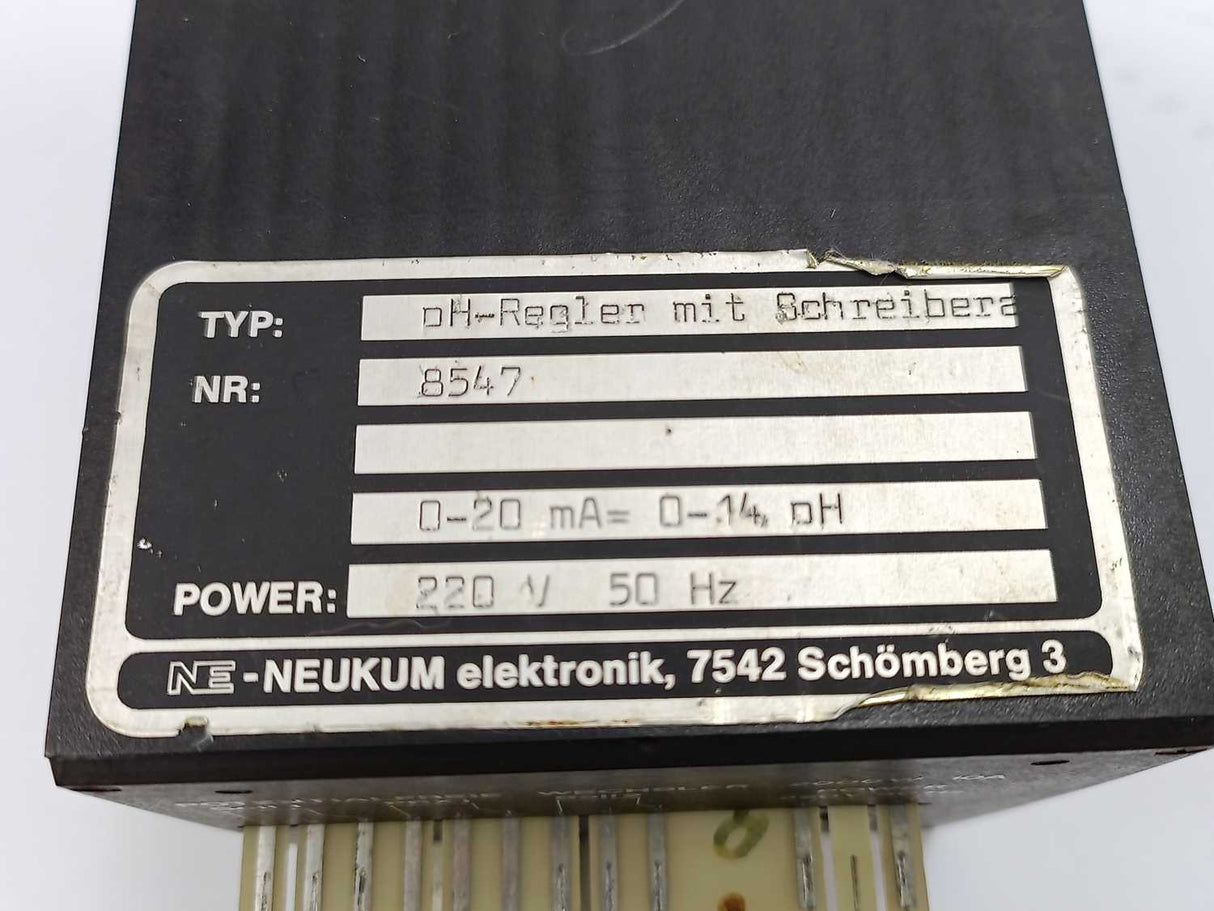 TYP: pH-Regler mit Schreibera
NR: 8547
0-20 mA= 0-14 pH
POWER: 220 V 50 Hz
NE-NEUKUM elektronik, 7542 Schömberg 3